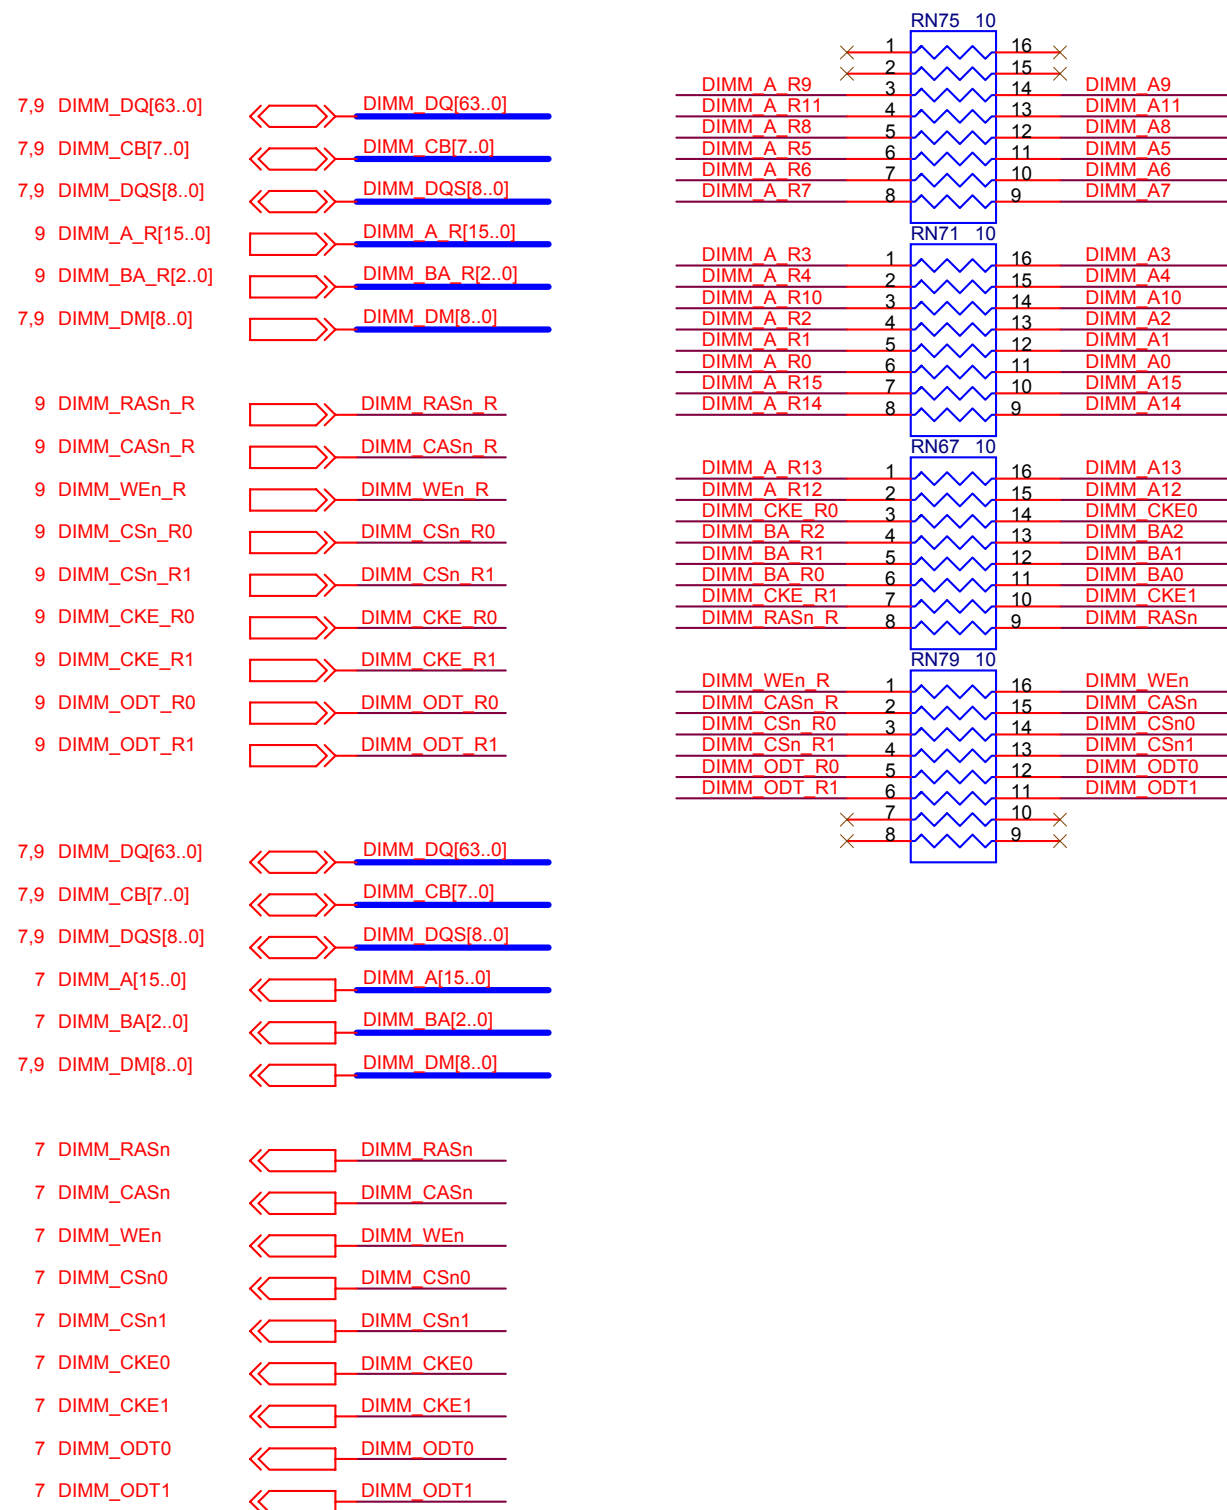 7,9 DIMM_DQ[63..0] DIMM_DQ[63..0]
7,9 DIMM_CB[7..0] DIMM_CB[7..0]
7,9 DIMM_DQS[8..0] DIMM_DQS[8..0]
9 DIMM_A_R[15..0] DIMM_A_R[15..0]
9 DIMM_BA_R[2..0] DIMM_BA_R[2..0]
7,9 DIMM_DM[8..0] DIMM_DM[8..0]
9 DIMM_RASn_R DIMM_RASn_R
9 DIMM_CASn_R DIMM_CASn_R
9 DIMM_WEn_R DIMM_WEn_R
9 DIMM_CSn_R0 DIMM_CSn_R0
9 DIMM_CSn_R1 DIMM_CSn_R1
9 DIMM_CKE_R0 DIMM_CKE_R0
9 DIMM_CKE_R1 DIMM_CKE_R1
9 DIMM_ODT_R0 DIMM_ODT_R0
9 DIMM_ODT_R1 DIMM_ODT_R1
7,9 DIMM_DQ[63..0] DIMM_DQ[63..0]
7,9 DIMM_CB[7..0] DIMM_CB[7..0]
7,9 DIMM_DQS[8..0] DIMM_DQS[8..0]
7 DIMM_A[15..0] DIMM_A[15..0]
7 DIMM_BA[2..0] DIMM_BA[2..0]
7,9 DIMM_DM[8..0] DIMM_DM[8..0]
7 DIMM_RASn DIMM_RASn
7 DIMM_CASn DIMM_CASn
7 DIMM_WEn DIMM_WEn
7 DIMM_CSn0 DIMM_CSn0
7 DIMM_CSn1 DIMM_CSn1
7 DIMM_CKE0 DIMM_CKE0
7 DIMM_CKE1 DIMM_CKE1
7 DIMM_ODT0 DIMM_ODT0
7 DIMM_ODT1 DIMM_ODT1
RN75 10
1 16
2 15
DIMM_A_R9 3 14 DIMM_A9
DIMM_A_R11 4 13 DIMM_A11
DIMM_A_R8 5 12 DIMM_A8
DIMM_A_R5 6 11 DIMM_A5
DIMM_A_R6 7 10 DIMM_A6
DIMM_A_R7 8 9 DIMM_A7
RN71 10
DIMM_A_R3 1 16 DIMM_A3
DIMM_A_R4 2 15 DIMM_A4
DIMM_A_R10 3 14 DIMM_A10
DIMM_A_R2 4 13 DIMM_A2
DIMM_A_R1 5 12 DIMM_A1
DIMM_A_R0 6 11 DIMM_A0
DIMM_A_R15 7 10 DIMM_A15
DIMM_A_R14 8 9 DIMM_A14
RN67 10
DIMM_A_R13 1 16 DIMM_A13
DIMM_A_R12 2 15 DIMM_A12
DIMM_CKE_R0 3 14 DIMM_CKE0
DIMM_BA_R2 4 13 DIMM_BA2
DIMM_BA_R1 5 12 DIMM_BA1
DIMM_BA_R0 6 11 DIMM_BA0
DIMM_CKE_R1 7 10 DIMM_CKE1
DIMM_RASn_R 8 9 DIMM_RASn
RN79 10
DIMM_WEn_R 1 16 DIMM_WEn
DIMM_CASn_R 2 15 DIMM_CASn
DIMM_CSn_R0 3 14 DIMM_CSn0
DIMM_CSn_R1 4 13 DIMM_CSn1
DIMM_ODT_R0 5 12 DIMM_ODT0
DIMM_ODT_R1 6 11 DIMM_ODT1
7 10
8 9